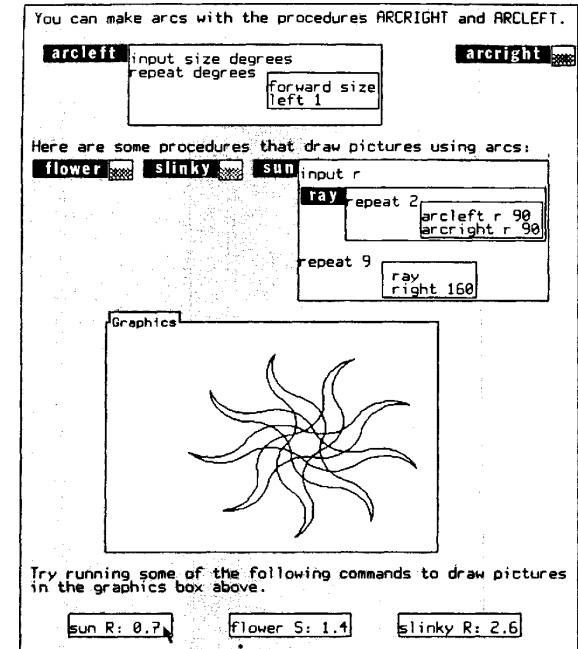 You can make arcs with the procedures ARCRIGHT and ARCLEFT.
arcleft
input size degrees
repeat degrees
forward size
left 1
arcright
Here are some procedures that draw pictures using arcs:
flower slinky sun
input r
ray
repeat 2
arcleft r 90
arcright r 90
repeat 9
ray
right 160
Graphics
Try running some of the following commands to draw pictures
in the graphics box above.
sun R: 0.7 flower S: 1.4 slinky R: 2.6